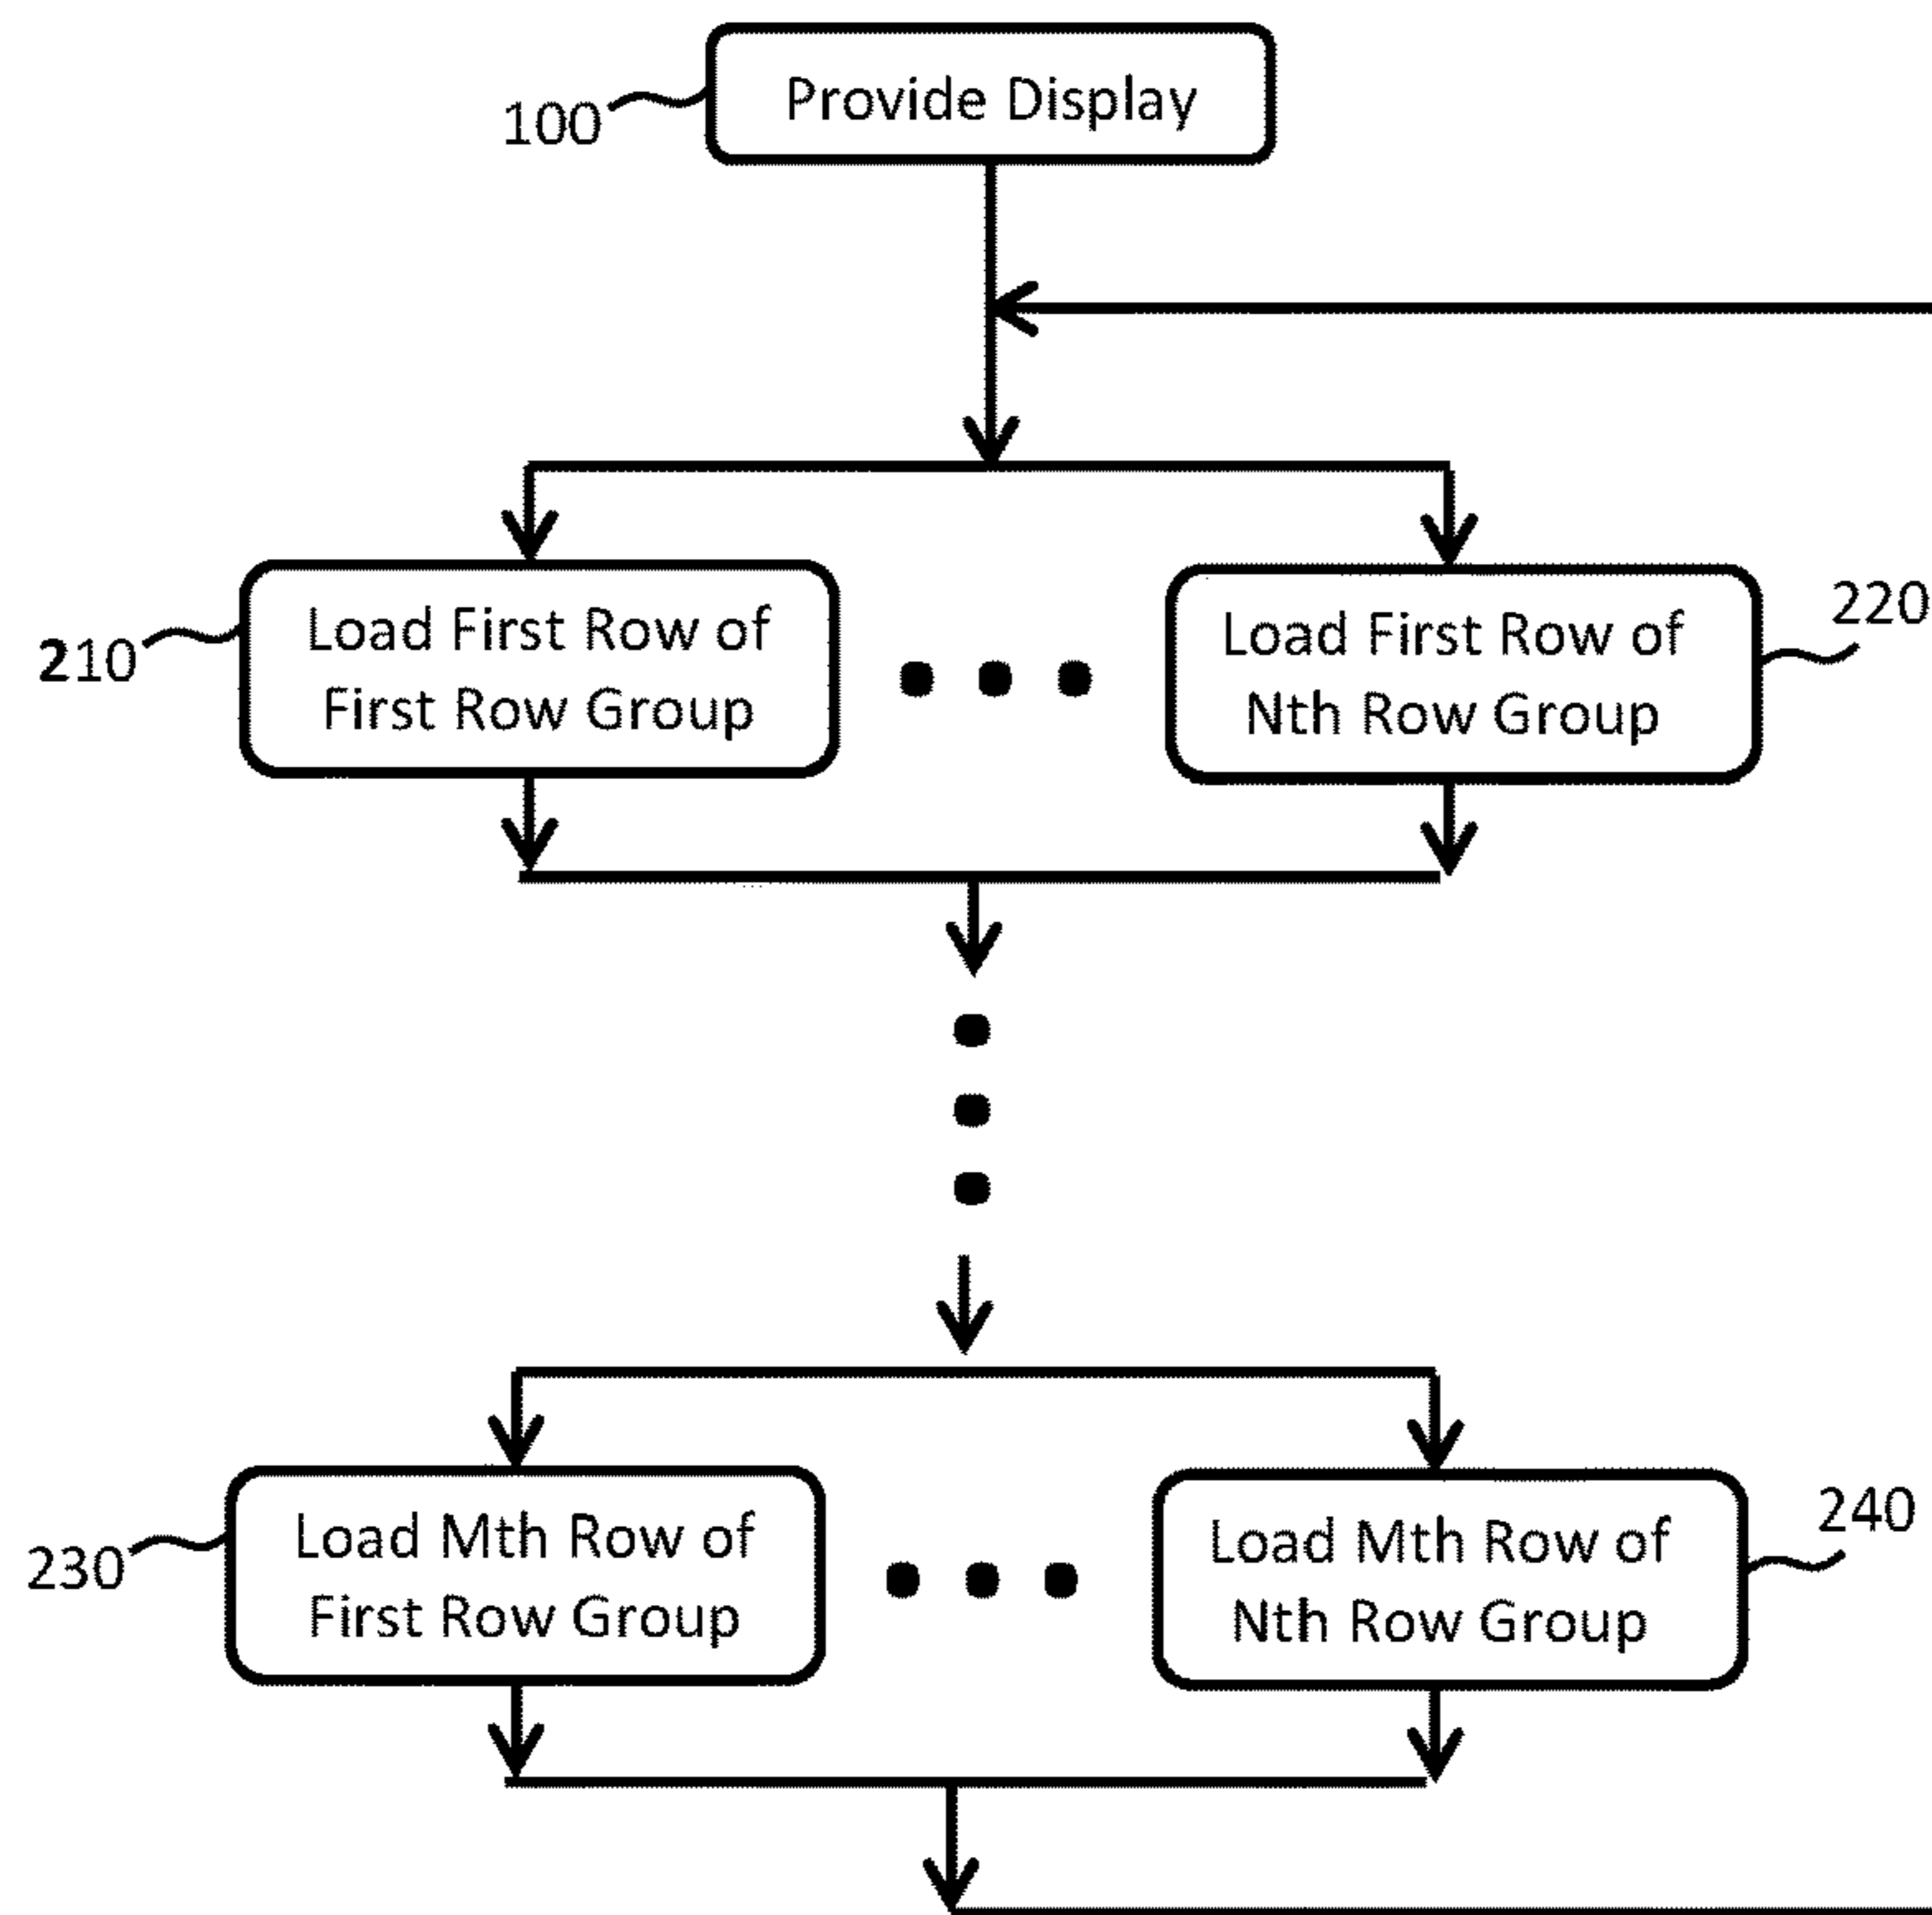 Provide Display
100
Load First Row of
First Row Group
210
Load First Row of
Nth Row Group
220
Load Mth Row of
First Row Group
230
Load Mth Row of
Nth Row Group
240